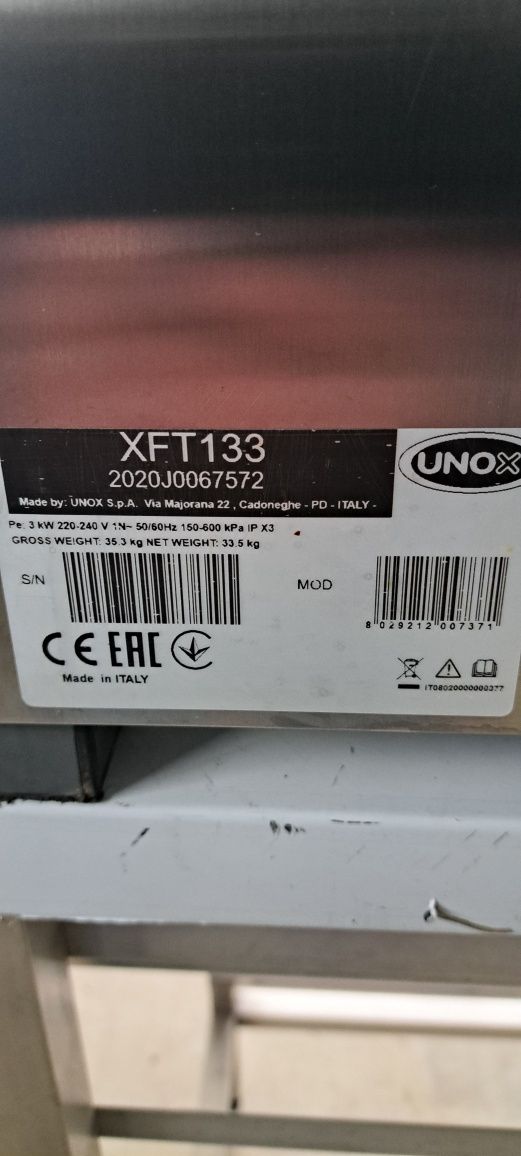 XFT133
2020J0067572
UNOX
Made by: UNOX S.p.A. Via Majorana 22 , Cadoneghe - PD - ITALY -
Pe: 3 kW 220-240 V 1N~ 50/60Hz 150-600 kPa IP X3
GROSS WEIGHT: 35.3 kg NET WEIGHT: 33.5 kg
S/N
MOD
8 029212 007371
CE EAC
Made in ITALY
IT08020000000377